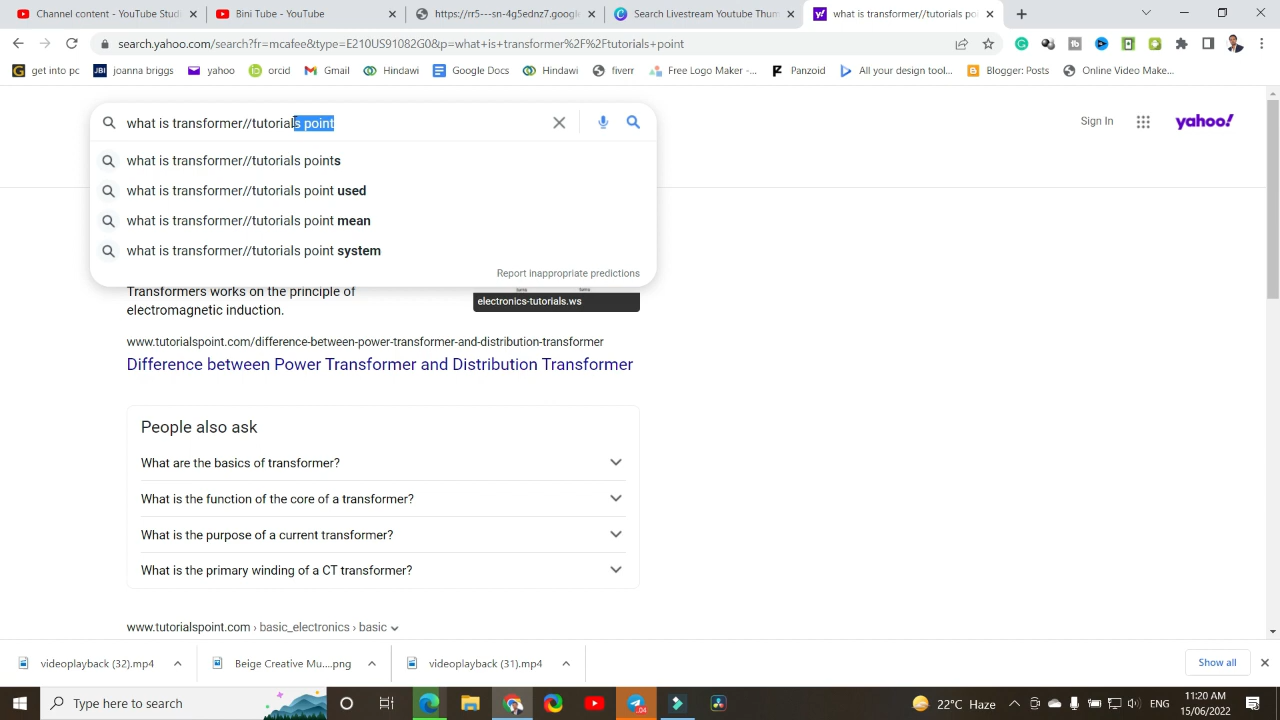 Channel content - YouTube Studi
Bini Tube - YouTube
https://rr5---sn-4g5ednz7.google
Search Livestream Youtube Thum
what is transformer//tutorials po
search.yahoo.com/search?fr=mcafee&type=E210US91082G0&p=what+is+transformer%2F%2Ftutorials+point
get into pc
joanna briggs
yahoo
orcid
Gmail
Hindawi
Google Docs
Hindawi
fiverr
Free Logo Maker -...
Panzoid
All your design tool...
Blogger: Posts
Online Video Make...
what is transformer//tutorials point
Sign In
yahoo!
what is transformer//tutorials points
what is transformer//tutorials point used
what is transformer//tutorials point mean
what is transformer//tutorials point system
Report inappropriate predictions
Transformers works on the principle of
electromagnetic induction.
electronics-tutorials.ws
www.tutorialspoint.com/difference-between-power-transformer-and-distribution-transformer
Difference between Power Transformer and Distribution Transformer
People also ask
What are the basics of transformer?
What is the function of the core of a transformer?
What is the purpose of a current transformer?
What is the primary winding of a CT transformer?
www.tutorialspoint.com › basic_electronics › basic
videoplayback (32).mp4
Beige Creative Mu....png
videoplayback (31).mp4
Show all
Type here to search
22°C Haze
ENG
11:20 AM
15/06/2022